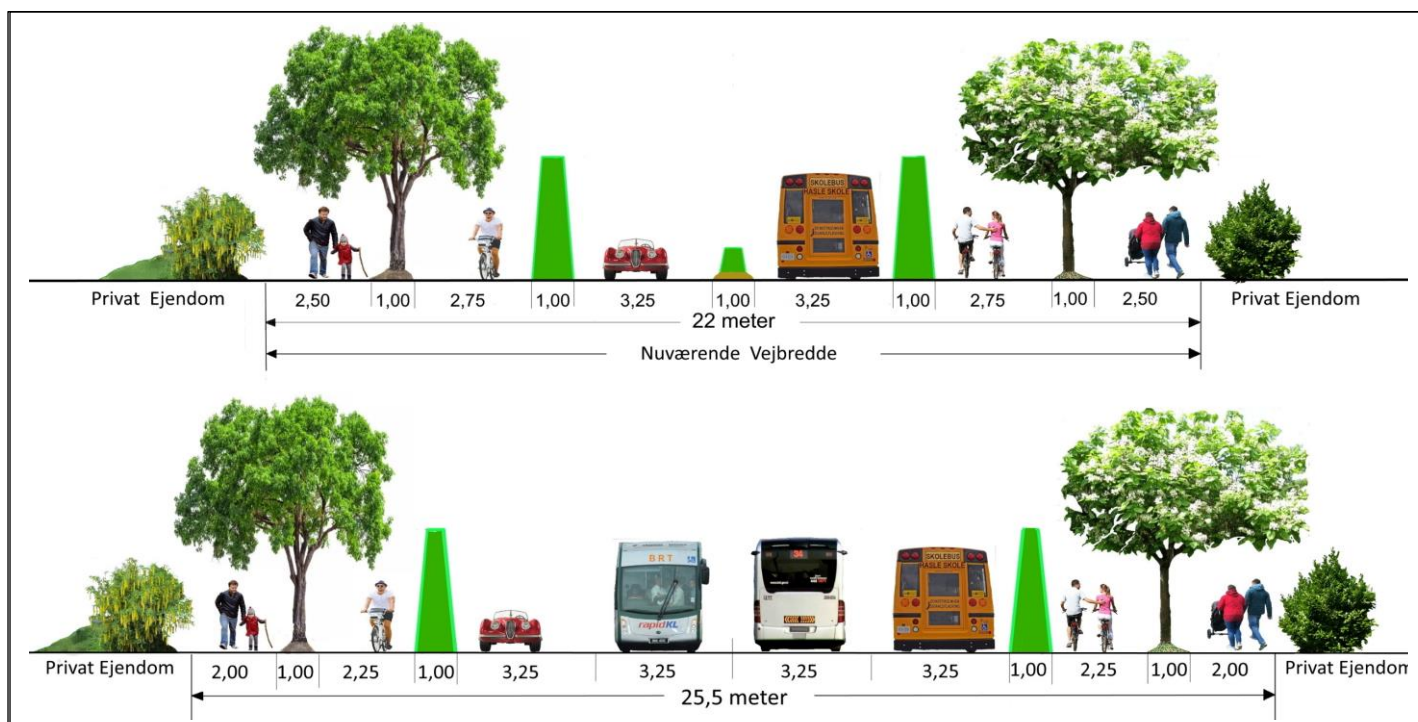 SKOLEBUS
HASLE SKOLE
Privat Ejendom
2,50
1,00
2,75
1,00
3,25
1,00
3,25
1,00
2,75
1,00
2,50
Privat Ejendom
22 meter
Nuværende Vejbredde
BRT
rapidKL
34
SKOLEBUS
HASLE SKOLE
Privat Ejendom
2,00
1,00
2,25
1,00
3,25
3,25
3,25
3,25
1,00
2,25
1,00
2,00
Privat Ejendom
25,5 meter